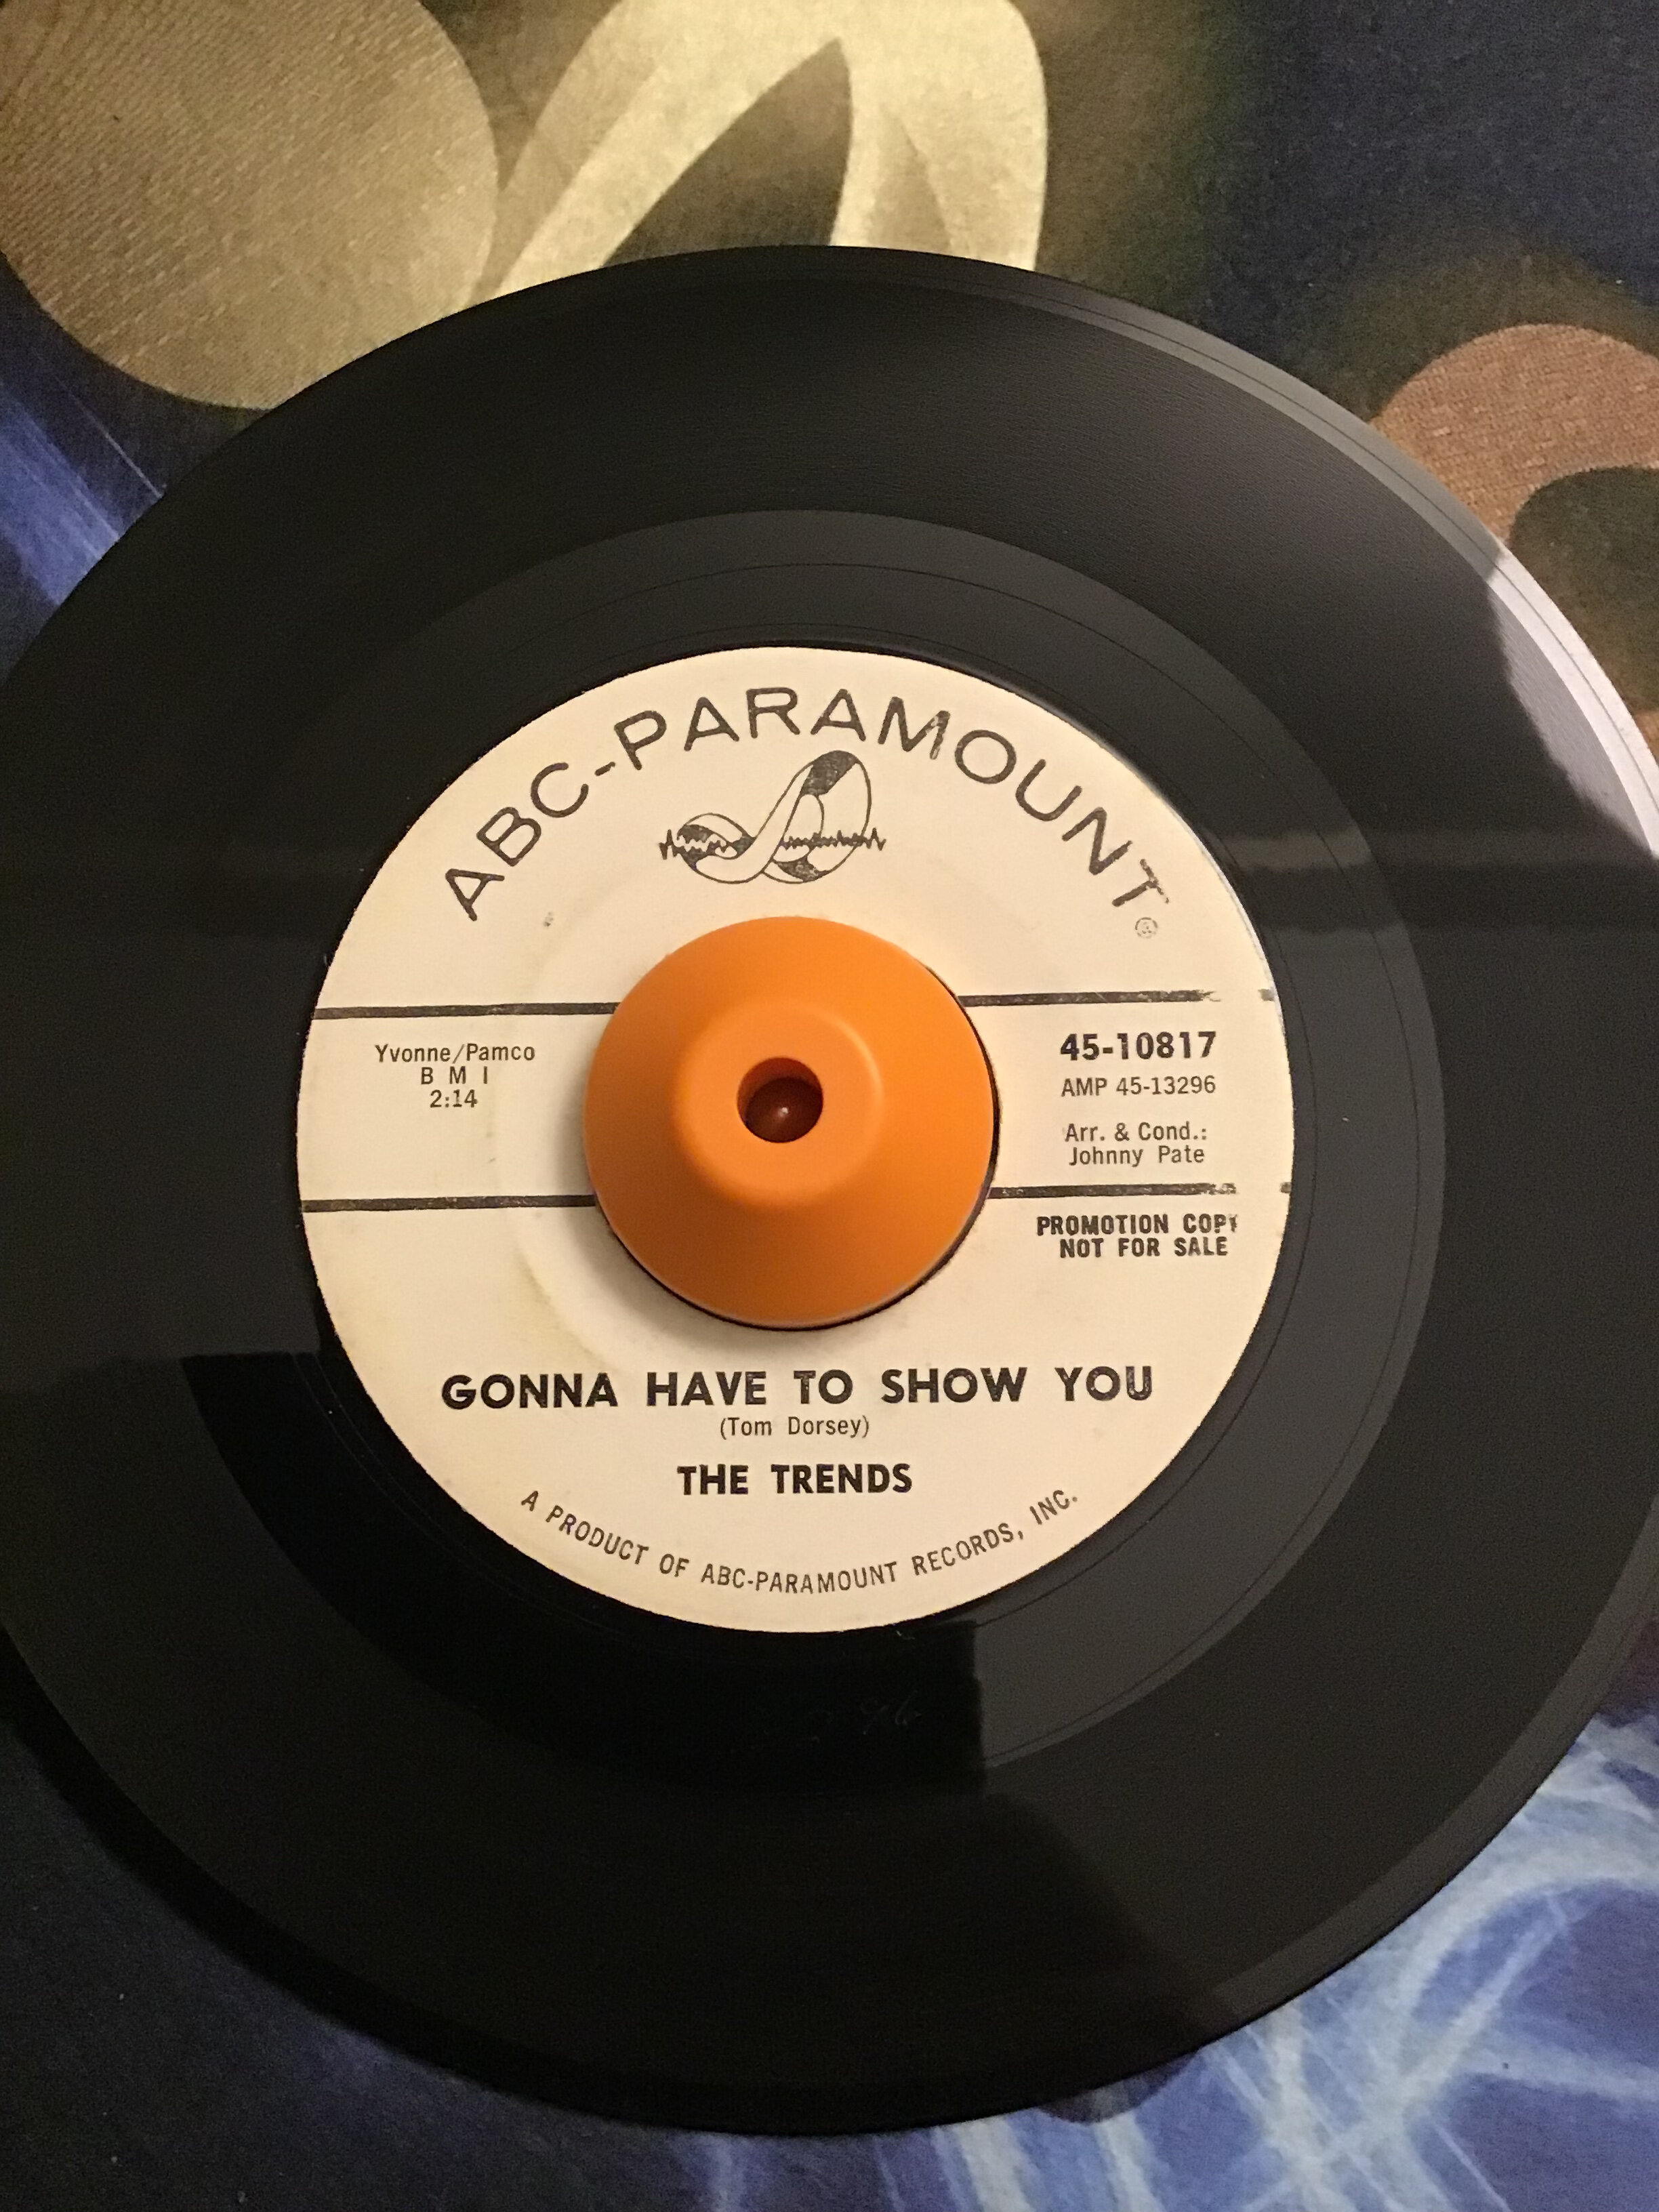 ABC-PARAMOUNT
®
Yvonne/Pamco
B M I
2:14
45-10817
AMP 45-13296
Arr. & Cond.:
Johnny Pate
PROMOTION COPY
NOT FOR SALE
GONNA HAVE TO SHOW YOU
(Tom Dorsey)
THE TRENDS
A PRODUCT OF ABC-PARAMOUNT RECORDS, INC.